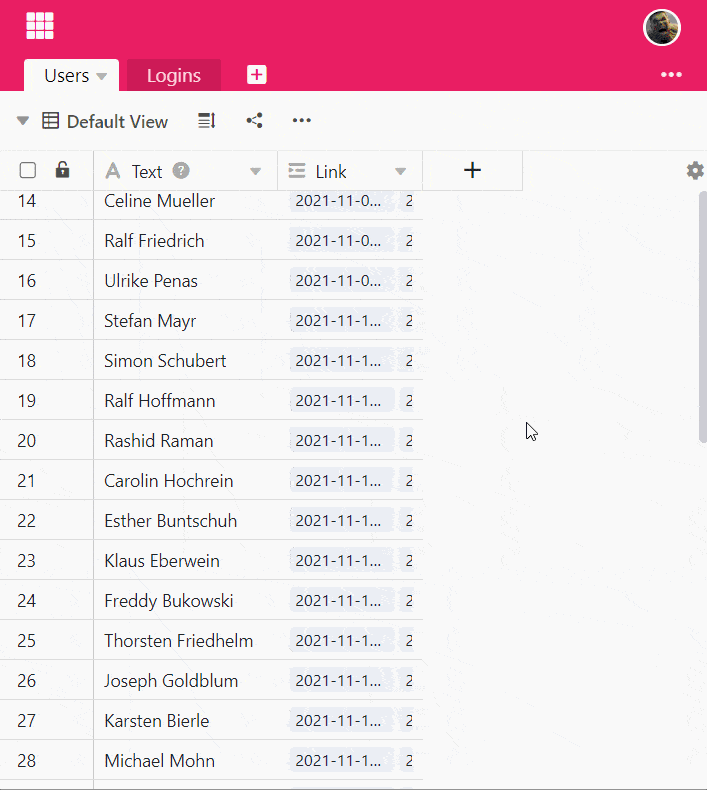 Users Logins
Default View
Text ? Link
14 Celine Mueller 2021-11-0... 2
15 Ralf Friedrich 2021-11-0... 2
16 Ulrike Penas 2021-11-0... 2
17 Stefan Mayr 2021-11-1... 2
18 Simon Schubert 2021-11-1... 2
19 Ralf Hoffmann 2021-11-1... 2
20 Rashid Raman 2021-11-1... 2
21 Carolin Hochrein 2021-11-1... 2
22 Esther Buntschuh 2021-11-1... 2
23 Klaus Eberwein 2021-11-1... 2
24 Freddy Bukowski 2021-11-1... 2
25 Thorsten Friedhelm 2021-11-1... 2
26 Joseph Goldblum 2021-11-1... 2
27 Karsten Bierle 2021-11-1... 2
28 Michael Mohn 2021-11-1... 2